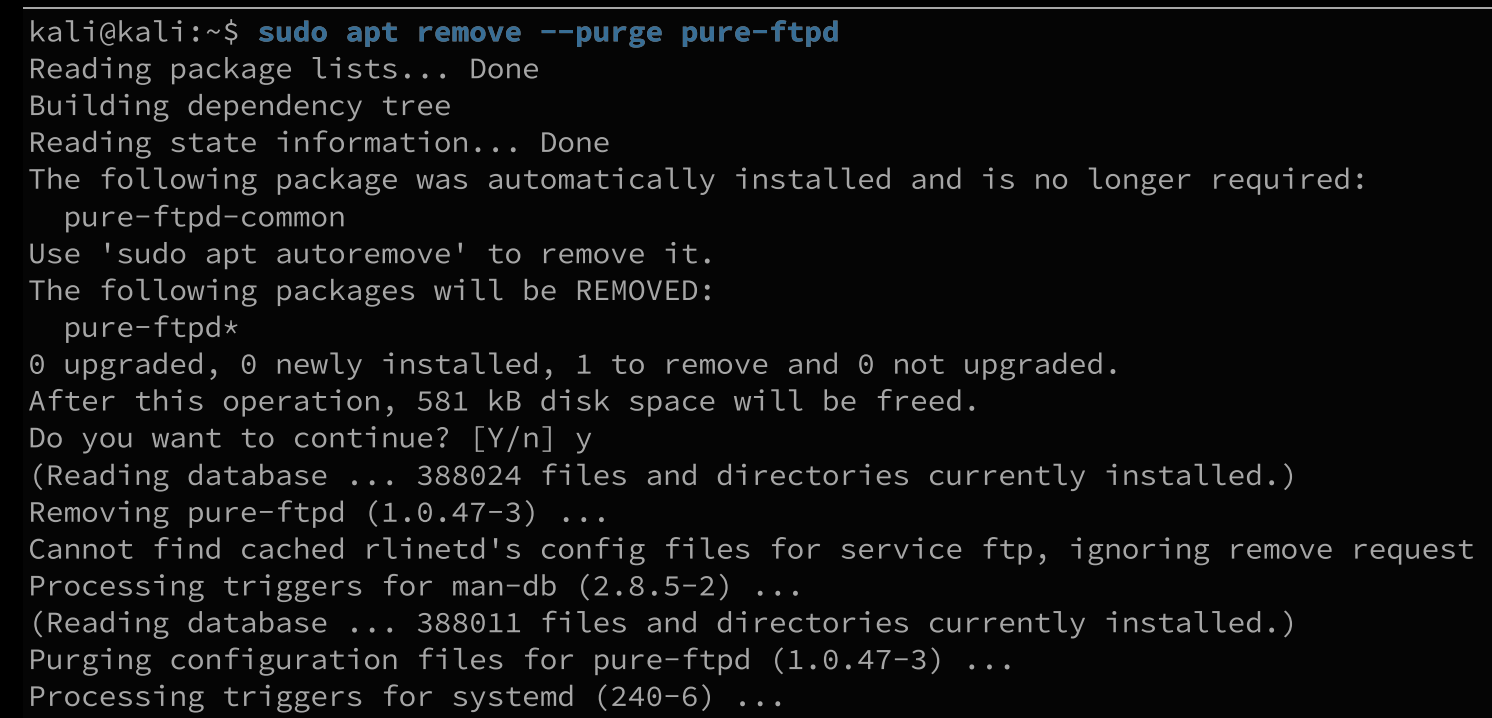 kali@kali:~$ sudo apt remove --purge pure-ftpd
Reading package lists... Done
Building dependency tree
Reading state information... Done
The following package was automatically installed and is no longer required:
  pure-ftpd-common
Use 'sudo apt autoremove' to remove it.
The following packages will be REMOVED:
  pure-ftpd*
0 upgraded, 0 newly installed, 1 to remove and 0 not upgraded.
After this operation, 581 kB disk space will be freed.
Do you want to continue? [Y/n] y
(Reading database ... 388024 files and directories currently installed.)
Removing pure-ftpd (1.0.47-3) ...
Cannot find cached rlinetd's config files for service ftp, ignoring remove request
Processing triggers for man-db (2.8.5-2) ...
(Reading database ... 388011 files and directories currently installed.)
Purging configuration files for pure-ftpd (1.0.47-3) ...
Processing triggers for systemd (240-6) ...